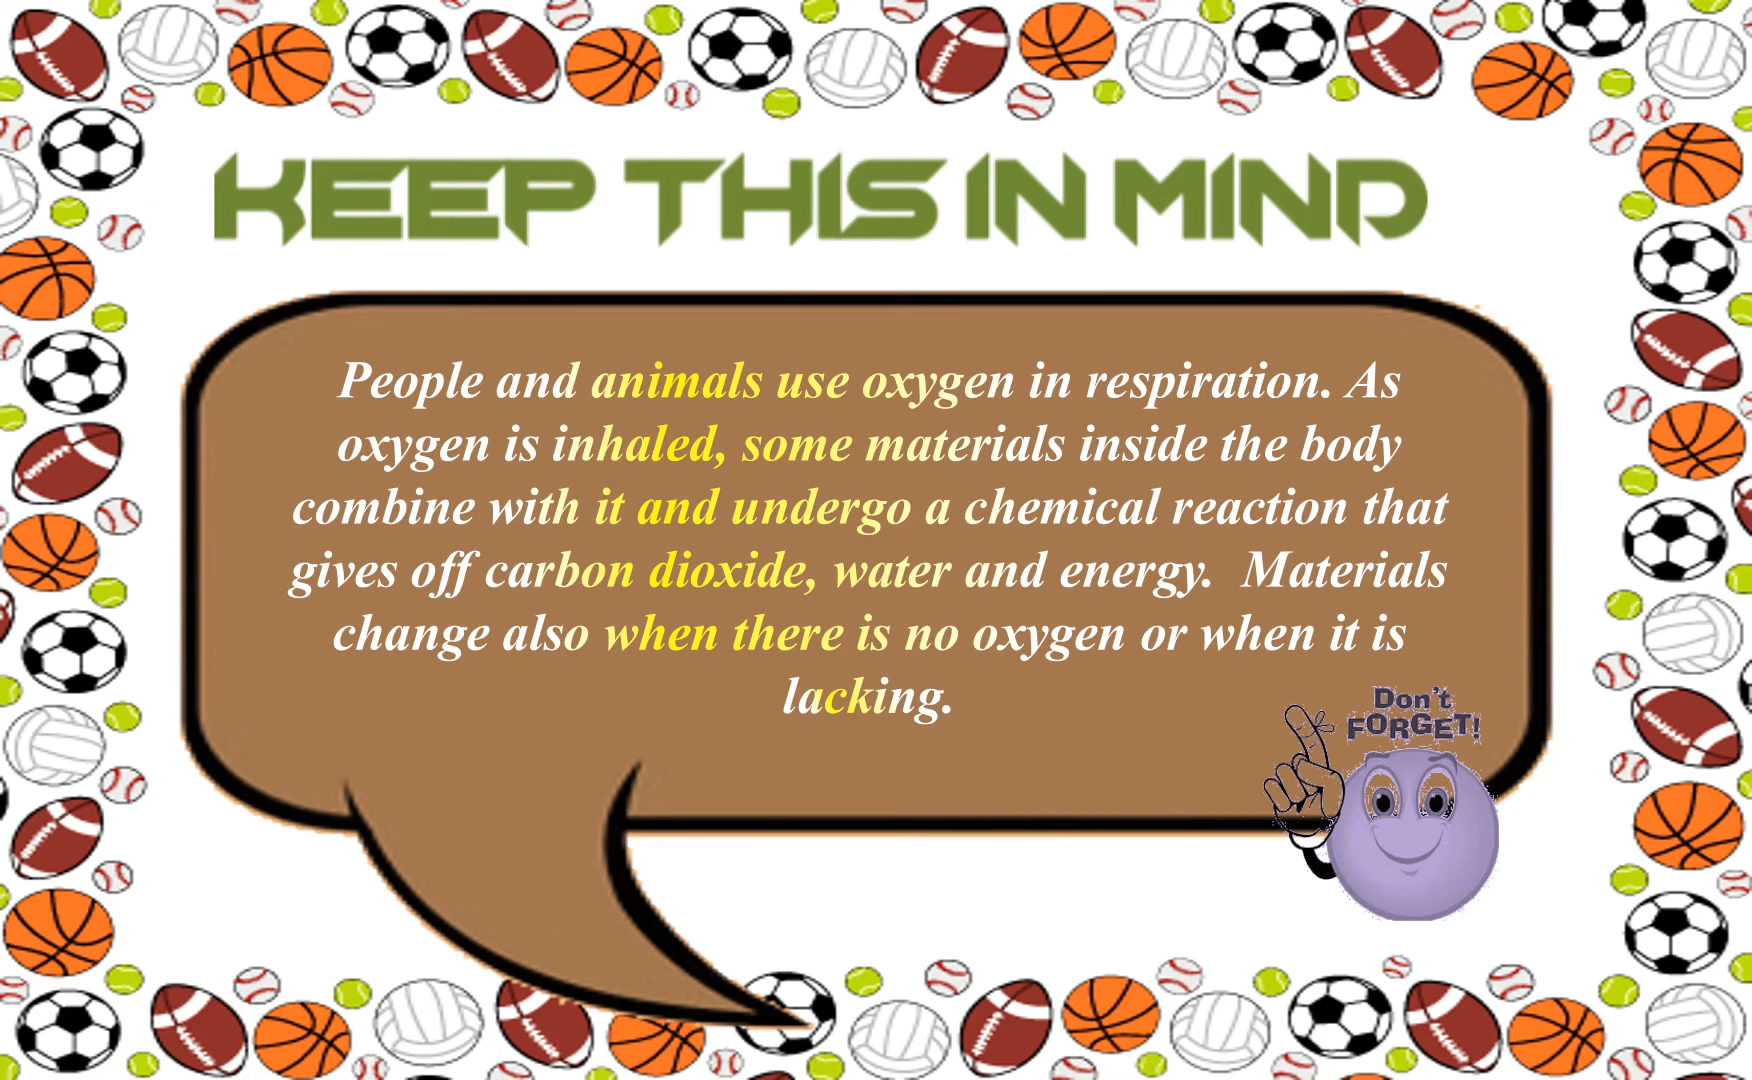 KEEP THIS IN MIND
People and animals use oxygen in respiration. As
oxygen is inhaled, some materials inside the body
combine with it and undergo a chemical reaction that
gives off carbon dioxide, water and energy.  Materials
change also when there is no oxygen or when it is
lacking.
Don't
FORGET!